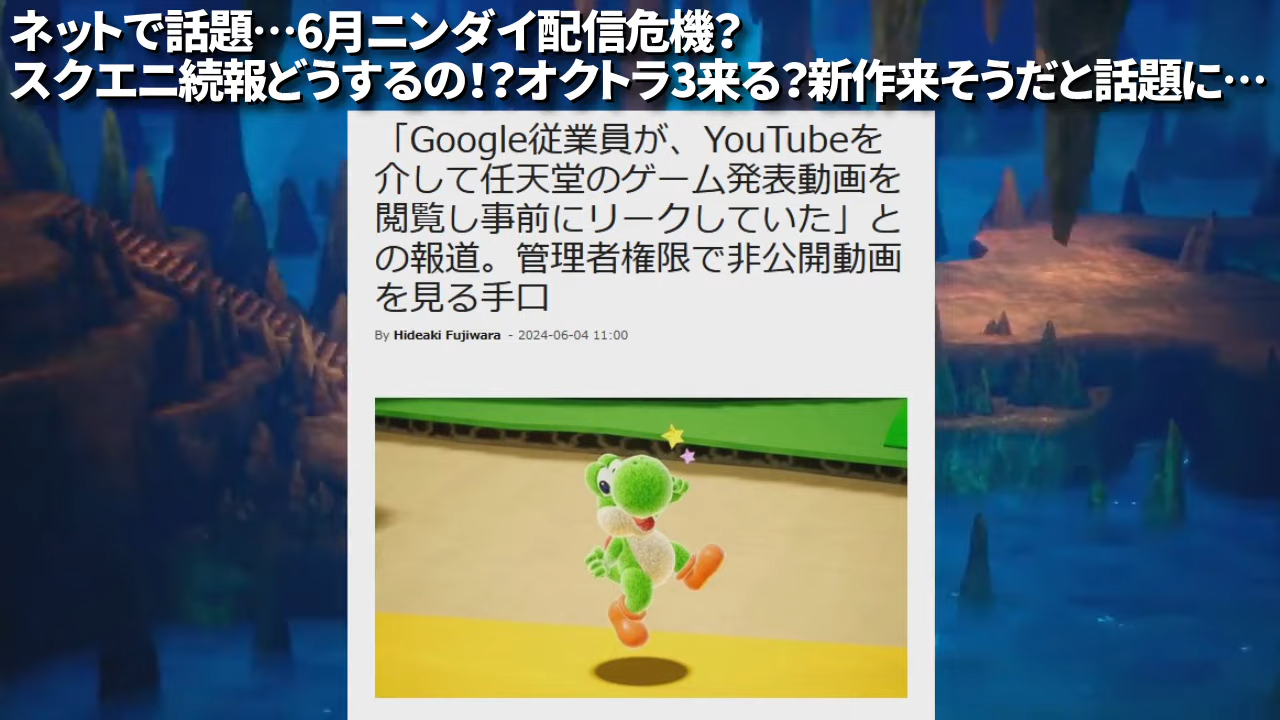 ネットで話題…6月ニンダイ配信危機？
スクエニ続報どうするの！？オクトラ3来る？新作来そうだと話題に…
「Google従業員が、YouTubeを
介して任天堂のゲーム発表動画を
閲覧し事前にリークしていた」と
の報道。管理者権限で非公開動画
を見る手口
By Hideaki Fujiwara - 2024-06-04 11:00